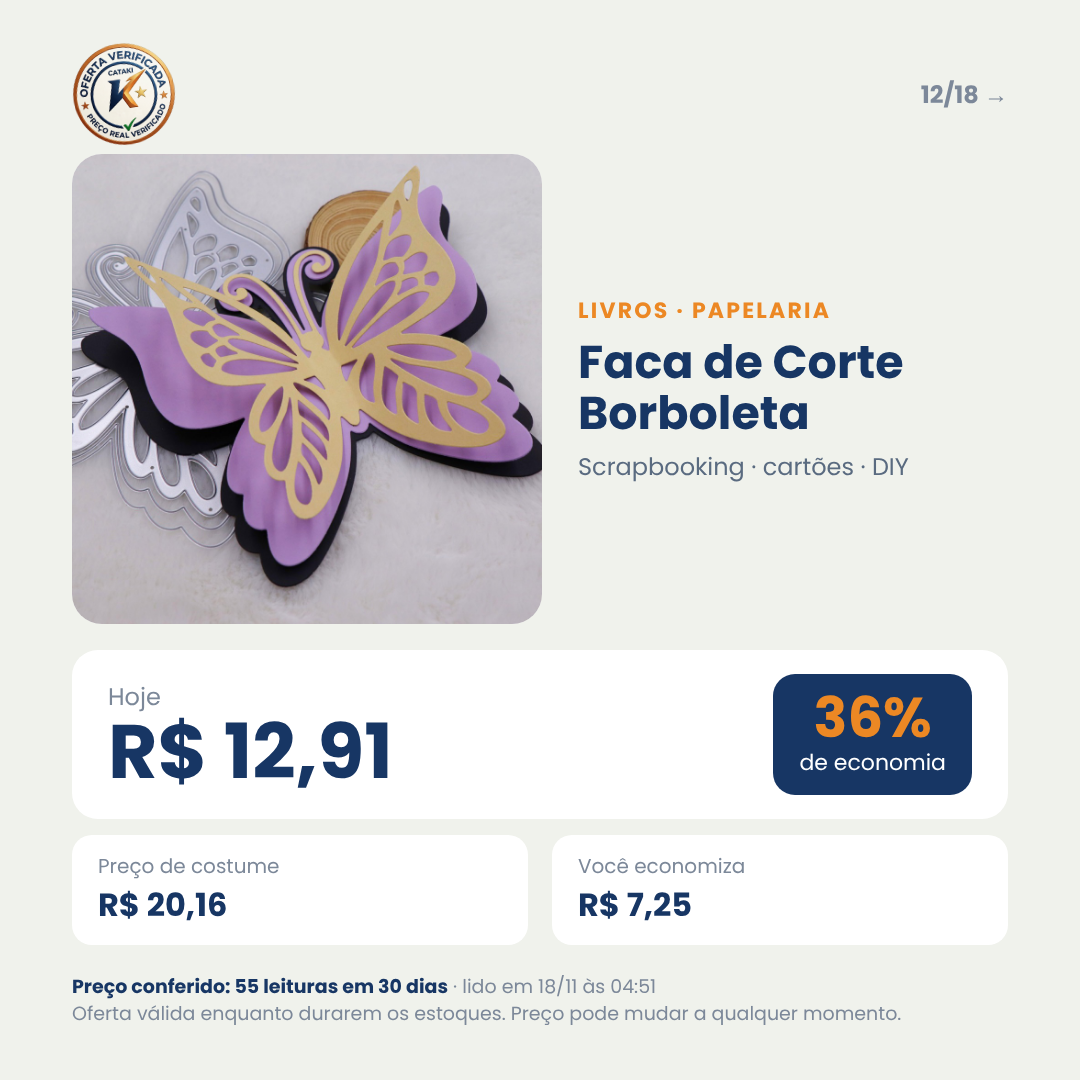 OFERTA VERIFICADA
CATAKI
K
PREÇO REAL VERIFICADO
12/18 →
LIVROS · PAPELARIA
Faca de Corte
Borboleta
Scrapbooking · cartões · DIY
Hoje
R$ 12,91
36%
de economia
Preço de costume
R$ 20,16
Você economiza
R$ 7,25
Preço conferido: 55 leituras em 30 dias · lido em 18/11 às 04:51
Oferta válida enquanto durarem os estoques. Preço pode mudar a qualquer momento.